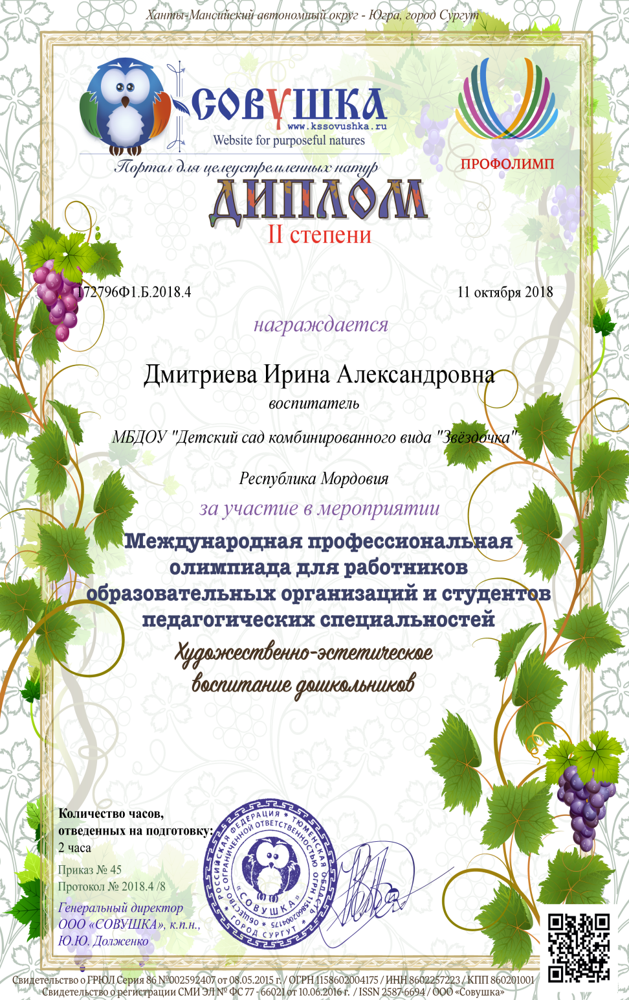 Ханты-Мансийский автономный округ - Югра, город Сургут
СОВУШКА
www.kssovushka.ru
Website for purposeful natures
Портал для целеустремленных натур
ПРОФОЛИМП
ДИПЛОМ
II степени
172796Ф1.Б.2018.4
11 октября 2018
награждается
Дмитриева Ирина Александровна
воспитатель
МБДОУ "Детский сад комбинированного вида "Звёздочка"
Республика Мордовия
за участие в мероприятии
Международная профессиональная
олимпиада для работников
образовательных организаций и студентов
педагогических специальностей
Художественно-эстетическое
воспитание дошкольников
Количество часов,
отведенных на подготовку:
2 часа
Приказ № 45
Протокол № 2018.4 /8
Генеральный директор
ООО «СОВУШКА», к.п.н.,
Ю.Ю. Долженко
РОССИЙСКАЯ ФЕДЕРАЦИЯ * ТЮМЕНСКАЯ ОБЛАСТЬ * ГОРОД СУРГУТ *
ОБЩЕСТВО С ОГРАНИЧЕННОЙ ОТВЕТСТВЕННОСТЬЮ ОГРН 1158602004175 *
«СОВУШКА»
Свидетельство о ГРЮЛ Серия 86 №002592407 от 08.05.2015 г. / ОГРН 1158602004175 / ИНН 8602257223 / КПП 860201001
Свидетельство о регистрации СМИ ЭЛ № ФС 77 - 66021 от 10.06.2016 г. / ISSN 2587-6694 / ООО «Совушка»